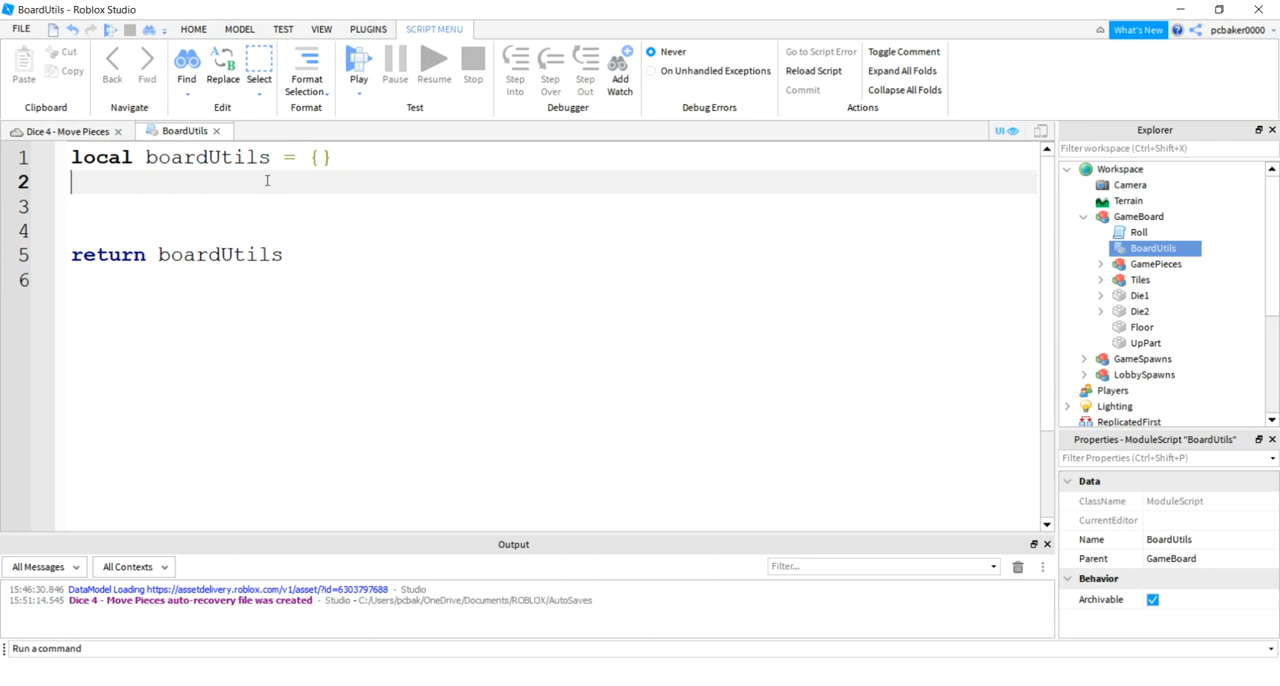 BoardUtils - Roblox Studio
FILE HOME MODEL TEST VIEW PLUGINS SCRIPT MENU What's New pcbaker0000
Paste Cut Copy Clipboard
Back Fwd Navigate
Find Replace Select Edit
Format Selection Format
Play Pause Resume Stop Test
Step Into Step Over Step Out Add Watch Debugger
Never
On Unhandled Exceptions
Debug Errors
Go to Script Error Toggle Comment
Reload Script Expand All Folds
Commit Collapse All Folds
Actions
Dice 4 - Move Pieces BoardUtils UI
1 local boardUtils = {}
2
3
4
5 return boardUtils
6
Explorer
Filter workspace (Ctrl+Shift+X)
Workspace
Camera
Terrain
GameBoard
Roll
BoardUtils
GamePieces
Tiles
Die1
Die2
Floor
UpPart
GameSpawns
LobbySpawns
Players
Lighting
ReplicatedFirst
Properties - ModuleScript "BoardUtils"
Filter Properties (Ctrl+Shift+P)
Data
ClassName ModuleScript
CurrentEditor
Name BoardUtils
Parent GameBoard
Behavior
Archivable
Output
All Messages All Contexts Filter...
15:46:30.846 DataModel Loading https://assetdelivery.roblox.com/v1/asset/?id=6303797688 - Studio
15:51:14.545 Dice 4 - Move Pieces auto-recovery file was created - Studio - C:/Users/pcbak/OneDrive/Documents/ROBLOX/AutoSaves
Run a command